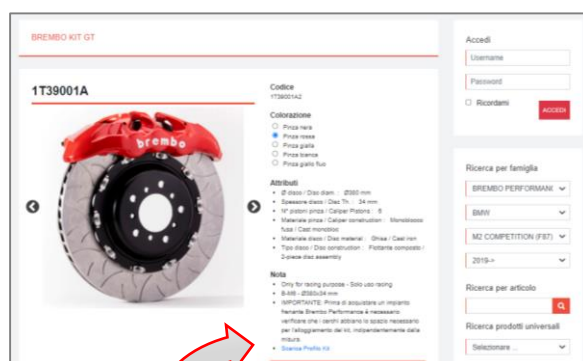 BREMBO KIT GT
1T39001A
brembo
Codice
1T39001A2
Colorazione
Pinza nera
Pinza rossa
Pinza gialla
Pinza bianca
Pinza giallo fluo
Attributi
Ø disco / Disc diam. : Ø380 mm
Spessore disco / Disc Th. : 34 mm
N° pistoni pinza / Caliper Pistons : 6
Materiale pinza / Caliper construction : Monoblocco
fusa / Cast monobloc
Materiale disco / Disc material : Ghisa / Cast iron
Tipo disco / Disc construction : Flottante composito /
2-piece disc assembly
Nota
Only for racing purpose - Solo uso racing
B-M6 - Ø380x34 mm
IMPORTANTE: Prima di acquistare un impianto
frenante Brembo Performance è necessario
verificare che i cerchi abbiano lo spazio necessario
per l'alloggiamento del kit, indipendentemente dalla
misura
Scarica Profilo Kit
Accedi
Username
Password
Ricordami
ACCEDI
Ricerca per famiglia
BREMBO PERFORMANC
BMW
M2 COMPETITION (F87)
2019->
Ricerca per articolo
Ricerca prodotti universali
Selezionare ...